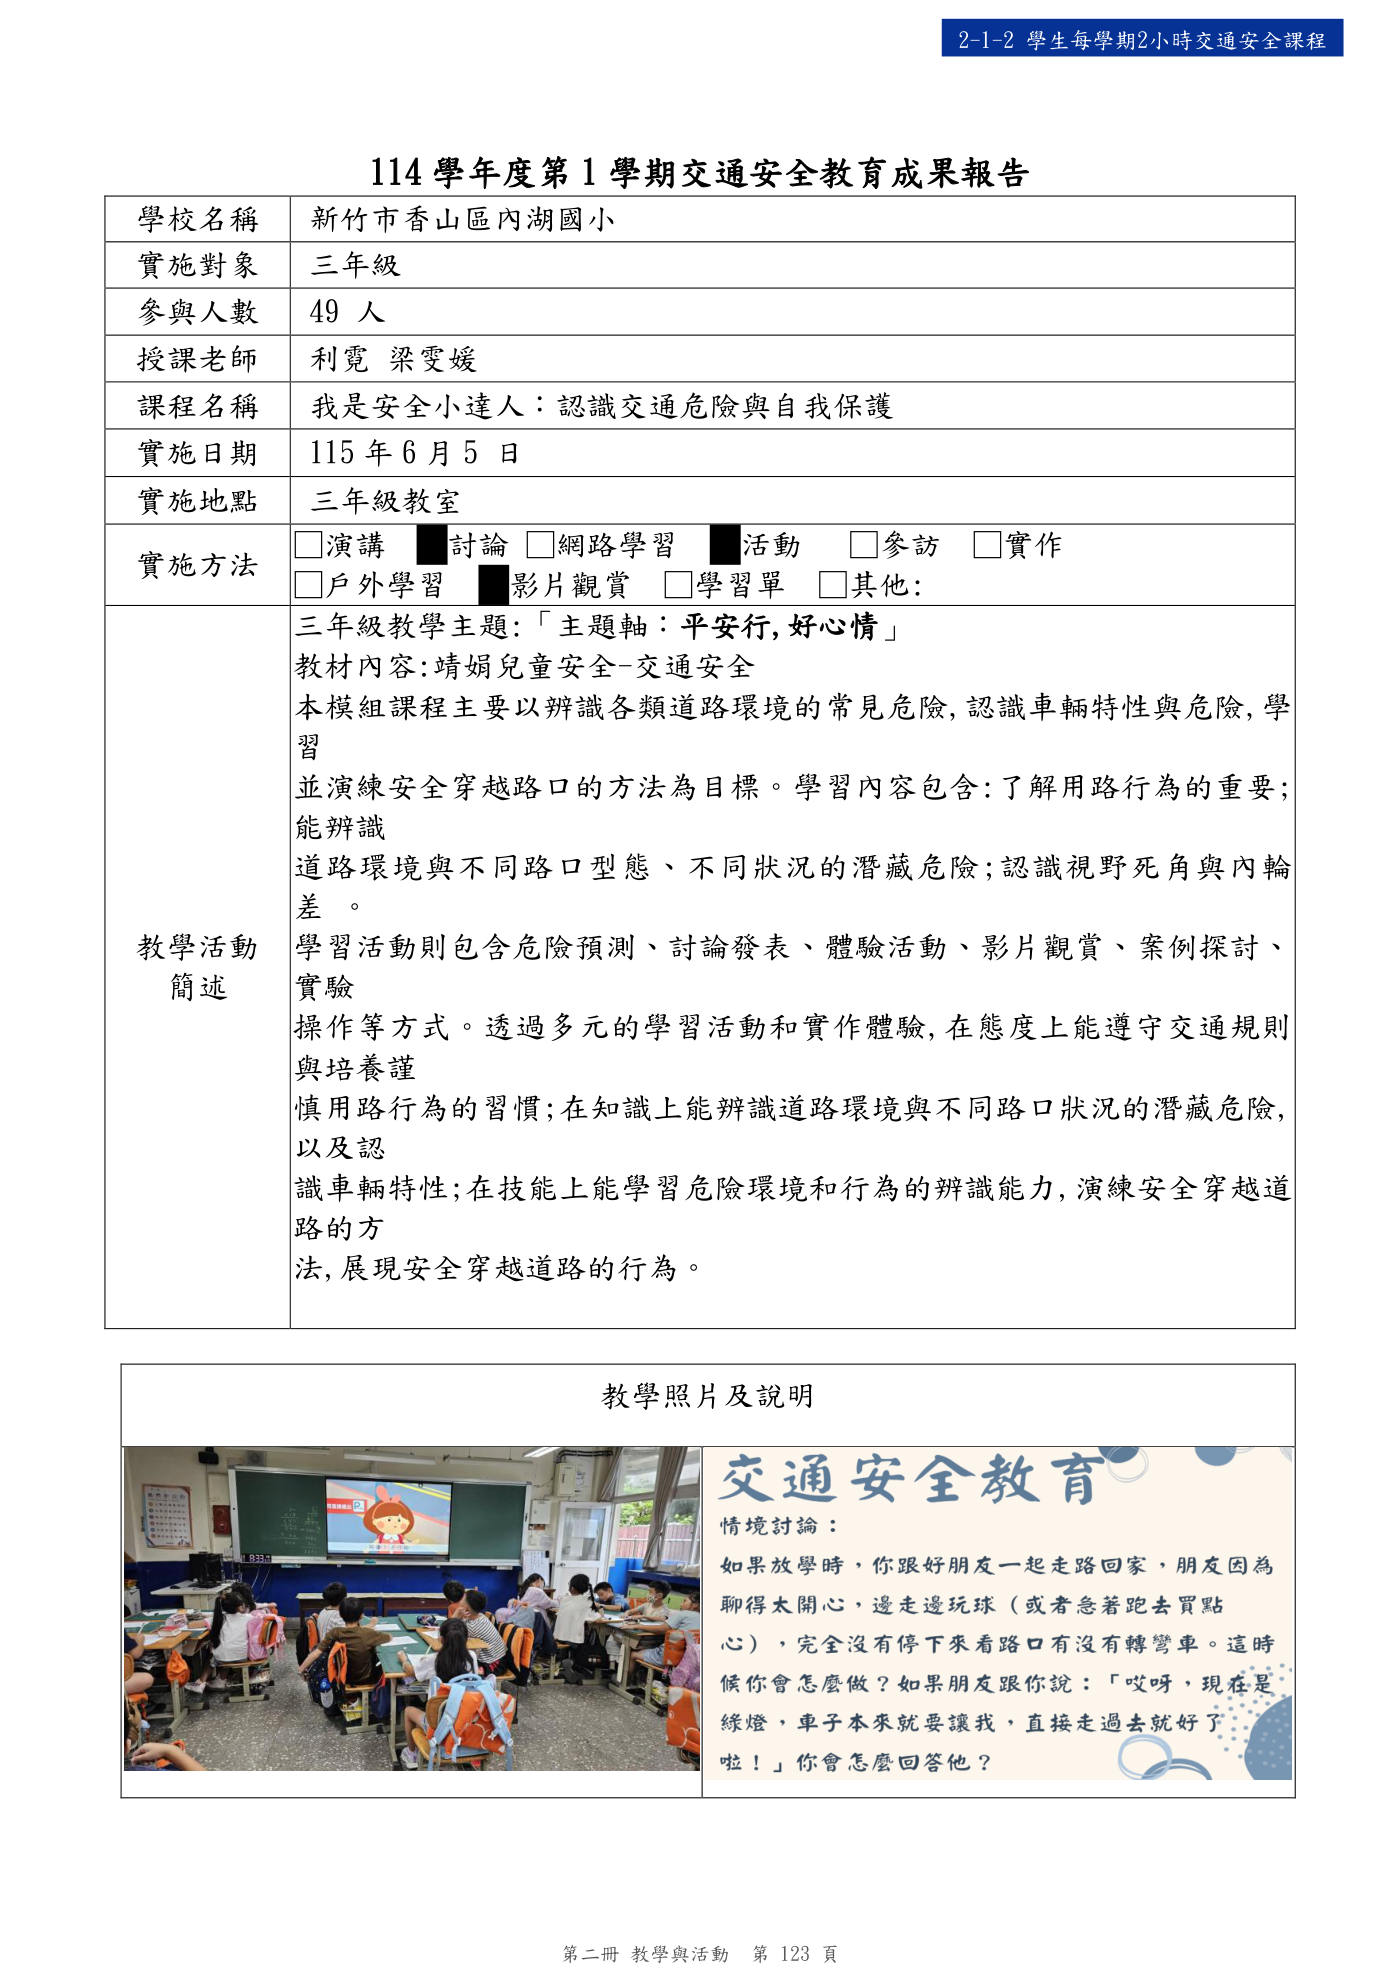 2-1-2 學生每學期2小時交通安全課程
114 學年度第 1 學期交通安全教育成果報告
學校名稱 新竹市香山區內湖國小
實施對象 三年級
參與人數 49 人
授課老師 利霓 梁雯媛
課程名稱 我是安全小達人：認識交通危險與自我保護
實施日期 115 年 6 月 5 日
實施地點 三年級教室
實施方法
□演講 ■討論 □網路學習 ■活動 □參訪 □實作
□戶外學習 ■影片觀賞 □學習單 □其他:
教學活動
簡述
三年級教學主題:「主題軸：平安行,好心情」
教材內容:靖娟兒童安全-交通安全
本模組課程主要以辨識各類道路環境的常見危險,認識車輛特性與危險,學
習
並演練安全穿越路口的方法為目標。學習內容包含:了解用路行為的重要;
能辨識
道路環境與不同路口型態、不同狀況的潛藏危險;認識視野死角與內輪
差 。
學習活動則包含危險預測、討論發表、體驗活動、影片觀賞、案例探討、
實驗
操作等方式。透過多元的學習活動和實作體驗,在態度上能遵守交通規則
與培養謹
慎用路行為的習慣;在知識上能辨識道路環境與不同路口狀況的潛藏危險,
以及認
識車輛特性;在技能上能學習危險環境和行為的辨識能力,演練安全穿越道
路的方
法,展現安全穿越道路的行為。
教學照片及說明
8:33
交通安全教育
情境討論：
如果放學時，你跟好朋友一起走路回家，朋友因為
聊得太開心，邊走邊玩球（或者急著跑去買點
心），完全沒有停下來看路口有沒有轉彎車。這時
候你會怎麼做？如果朋友跟你說：「哎呀，現在是
綠燈，車子本來就要讓我，直接走過去就好了
啦！」你會怎麼回答他？
第二冊 教學與活動 第 123 頁